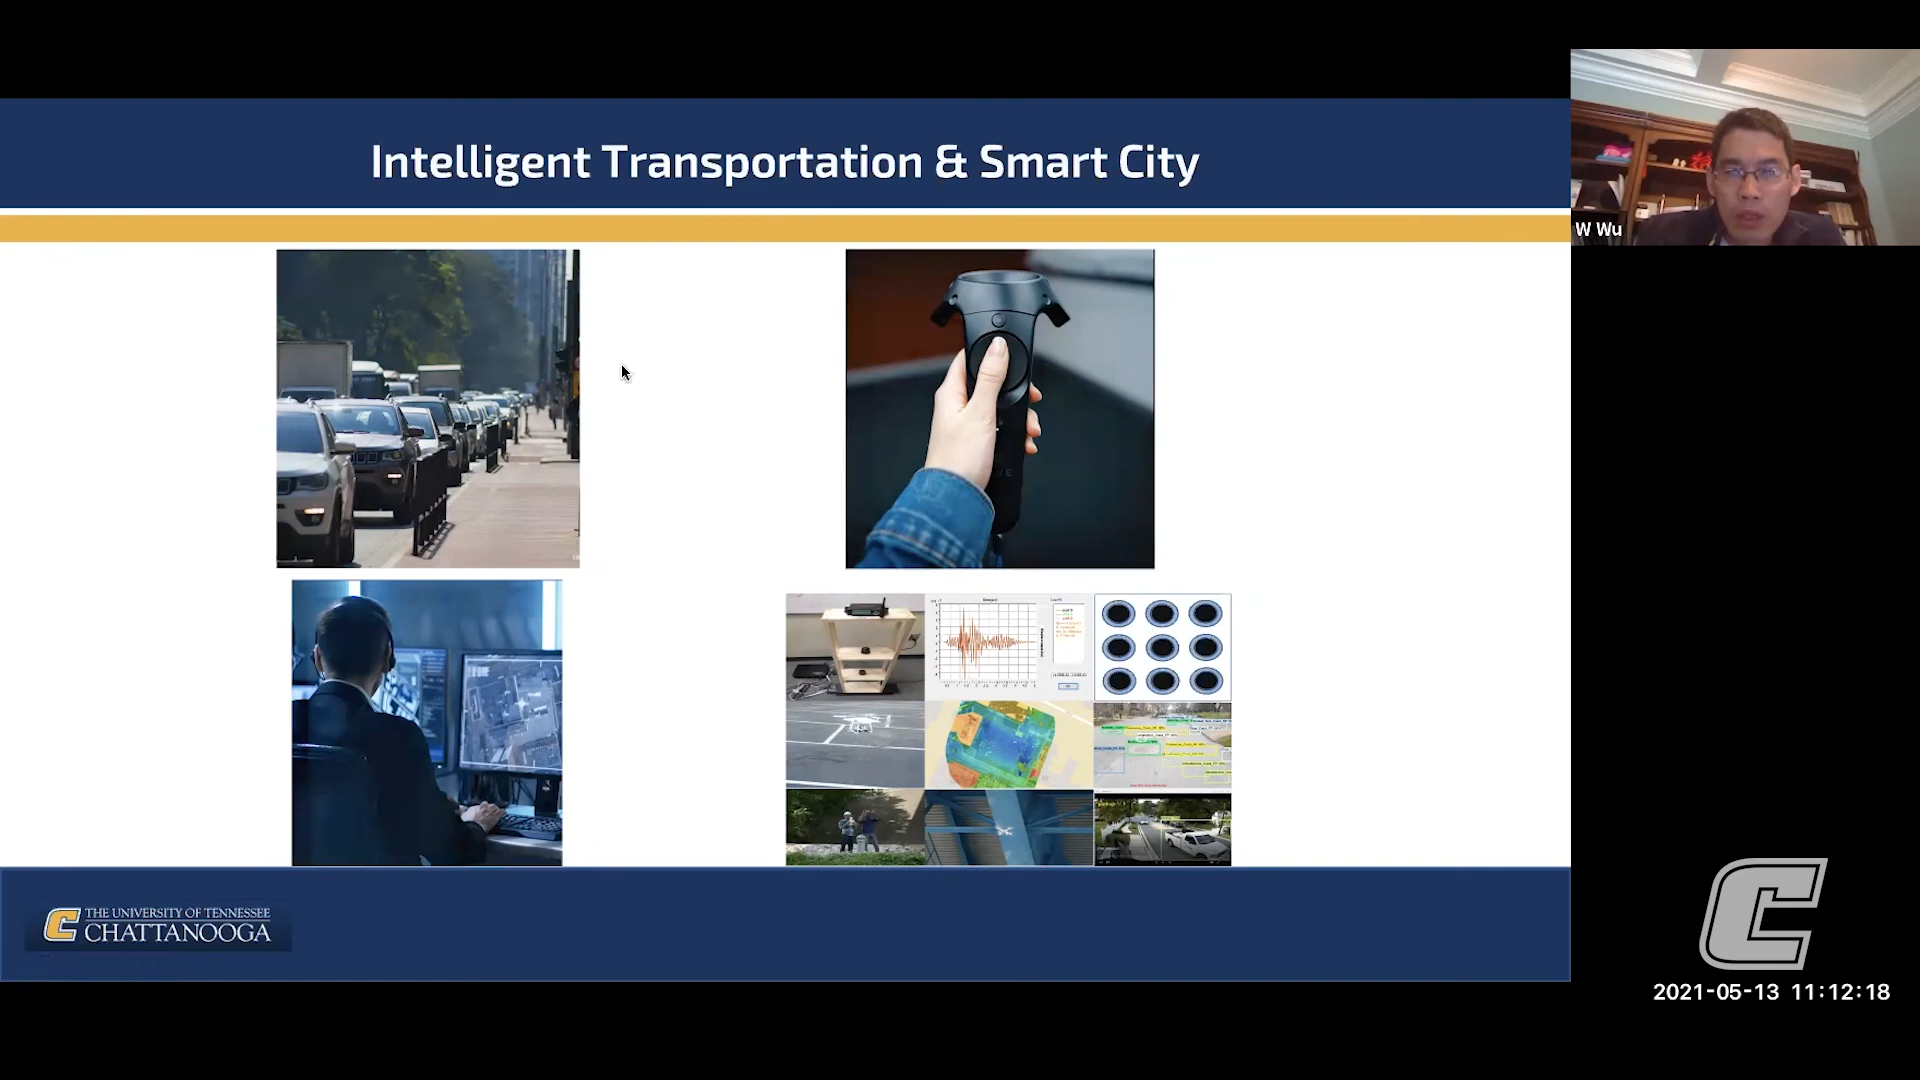 Intelligent Transportation & Smart City
W Wu
THE UNIVERSITY OF TENNESSEE
CHATTANOOGA
2021-05-13 11:12:18